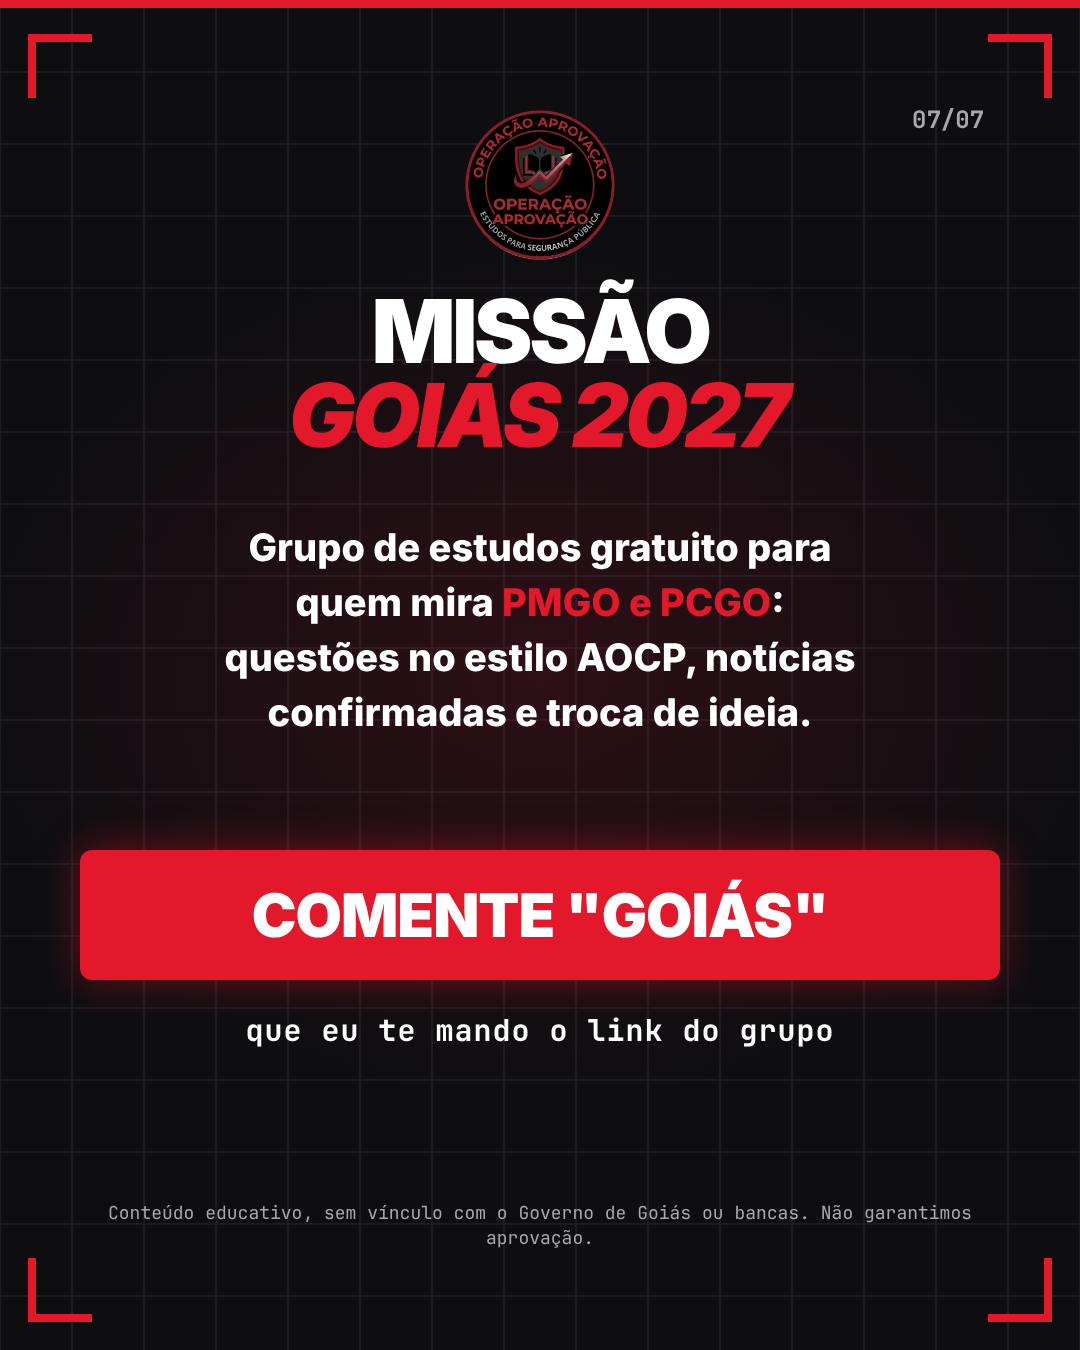 07/07
OPERAÇÃO APROVAÇÃO
OPERAÇÃO
APROVAÇÃO
ESTUDOS PARA SEGURANÇA PÚBLICA
MISSÃO
GOIÁS 2027
Grupo de estudos gratuito para
quem mira PMGO e PCGO:
questões no estilo AOCP, notícias
confirmadas e troca de ideia.
COMENTE "GOIÁS"
que eu te mando o link do grupo
Conteúdo educativo, sem vínculo com o Governo de Goiás ou bancas. Não garantimos
aprovação.